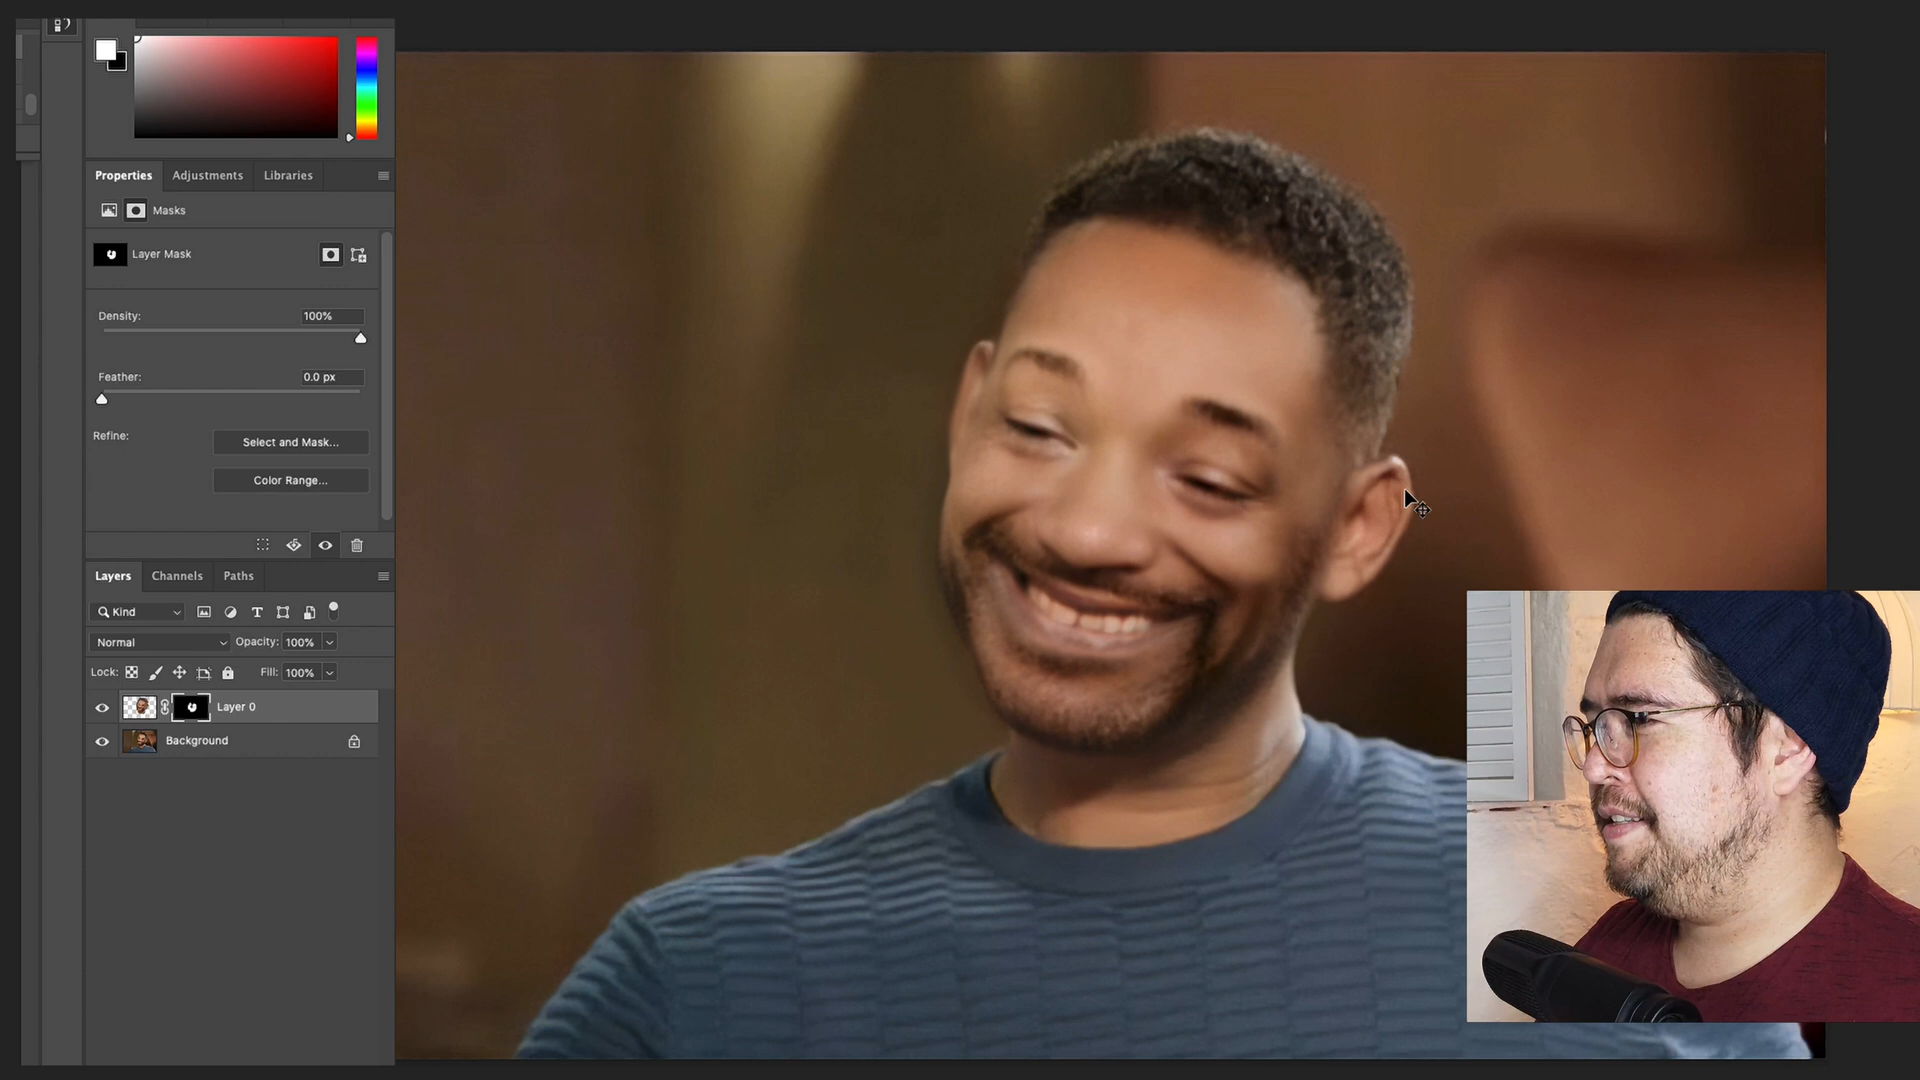 Properties Adjustments Libraries
Masks
Layer Mask
Density: 100%
Feather: 0.0 px
Refine: Select and Mask...
Color Range...
Layers Channels Paths
Kind
Normal Opacity: 100%
Lock: Fill: 100%
Layer 0
Background